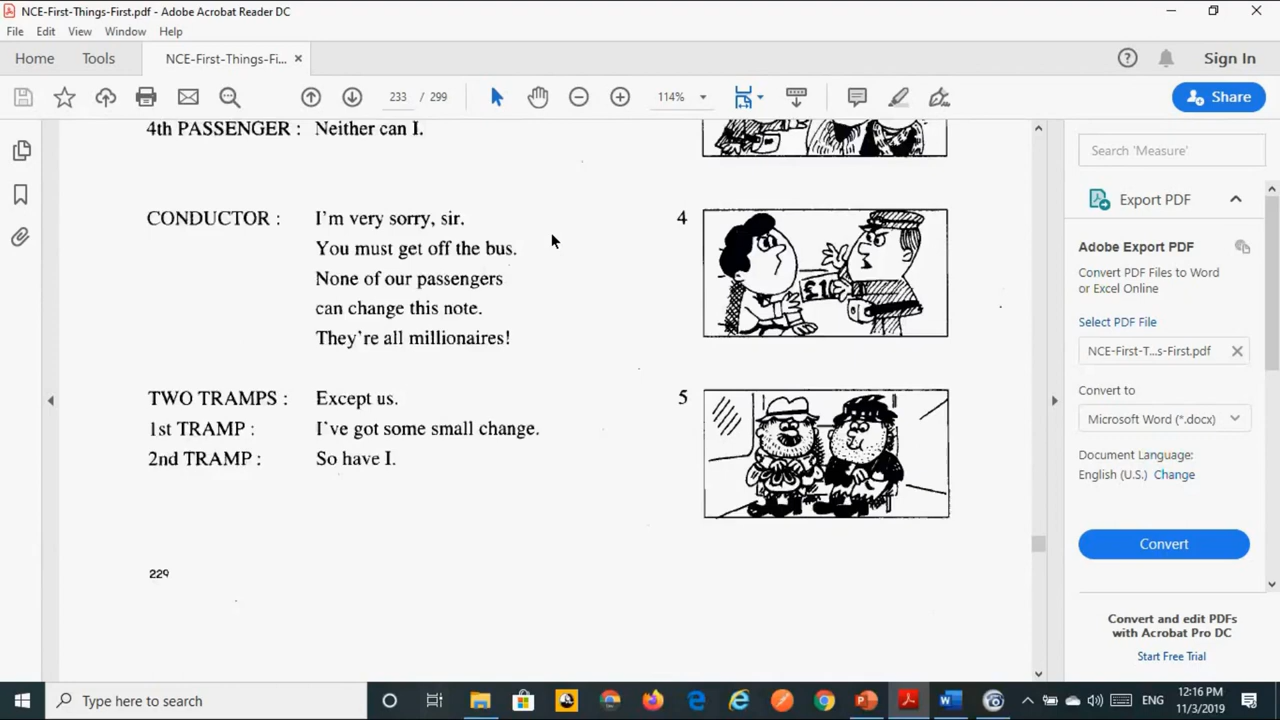 NCE-First-Things-First.pdf - Adobe Acrobat Reader DC
File Edit View Window Help
Home Tools NCE-First-Things-Fi... ×
Sign In
233 / 299
114%
Share
4th PASSENGER : Neither can I.
CONDUCTOR : I'm very sorry, sir.
You must get off the bus.
None of our passengers
can change this note.
They're all millionaires!
4
£10
TWO TRAMPS : Except us.
1st TRAMP : I've got some small change.
2nd TRAMP : So have I.
5
229
Search 'Measure'
Export PDF
Adobe Export PDF
Convert PDF Files to Word
or Excel Online
Select PDF File
NCE-First-T...s-First.pdf
Convert to
Microsoft Word (*.docx)
Document Language:
English (U.S.) Change
Convert
Convert and edit PDFs
with Acrobat Pro DC
Start Free Trial
Type here to search
ENG
12:16 PM
11/3/2019